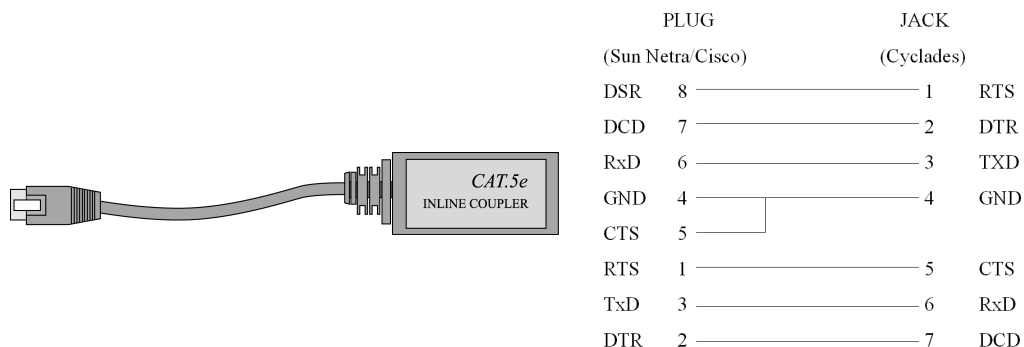 PLUG JACK
(Sun Netra/Cisco) (Cyclades)
DSR 8 1 RTS
DCD 7 2 DTR
RxD 6 3 TXD
GND 4 4 GND
CTS 5
RTS 1 5 CTS
TxD 3 6 RxD
DTR 2 7 DCD
CAT.5e
INLINE COUPLER